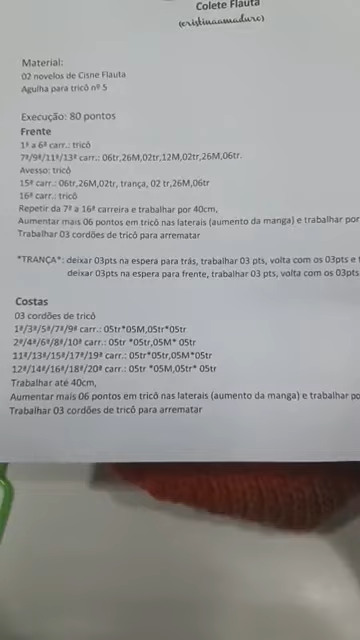 Colete Flauta
(cristinaamaduro)
Material:
02 novelos de Cisne Flauta
Agulha para tricô nº 5
Execução: 80 pontos
Frente
1ª a 6ª carr.: tricô
7ª/9ª/11ª/13ª carr.: 06tr,26M,02tr,12M,02tr,26M,06tr.
Avesso: tricô
15ª carr.: 06tr,26M,02tr, trança, 02 tr,26M,06tr
16ª carr.: tricô
Repetir da 7ª a 16ª carreira e trabalhar por 40cm,
Aumentar mais 06 pontos em tricô nas laterais (aumento da manga) e trabalhar por
Trabalhar 03 cordões de tricô para arrematar
*TRANÇA*: deixar 03pts na espera para trás, trabalhar 03 pts, volta com os 03pts e
deixar 03pts na espera para frente, trabalhar 03 pts, volta com os 03pts
Costas
03 cordões de tricô
1ª/3ª/5ª/7ª/9ª carr.: 05tr*05M,05tr*05tr
2ª/4ª/6ª/8ª/10ª carr.: 05tr *05tr,05M* 05tr
11ª/13ª/15ª/17ª/19ª carr.: 05tr*05tr,05M*05tr
12ª/14ª/16ª/18ª/20ª carr.: 05tr *05M,05tr* 05tr
Trabalhar até 40cm,
Aumentar mais 06 pontos em tricô nas laterais (aumento da manga) e trabalhar
Trabalhar 03 cordões de tricô para arrematar